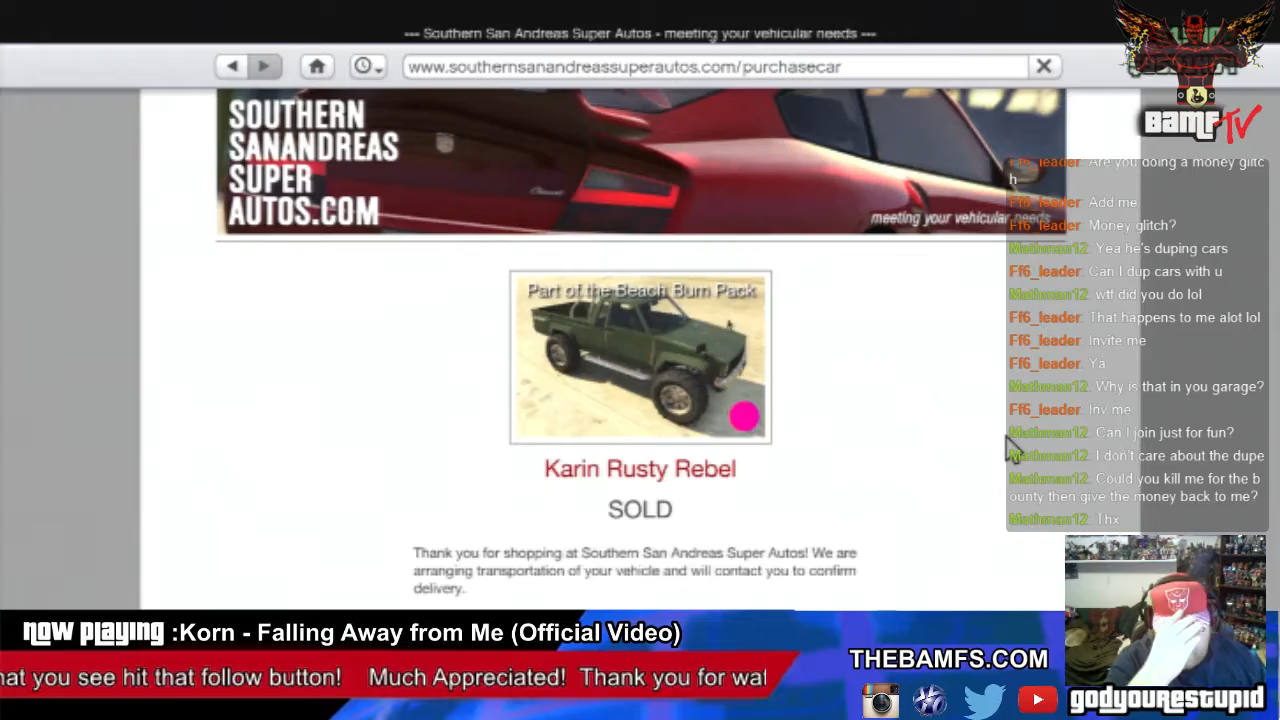 --- Southern San Andreas Super Autos - meeting your vehicular needs ---
www.southernsanandreassuperautos.com/purchasecar
SOUTHERN
SANANDREAS
SUPER
AUTOS.COM
meeting your vehicular needs
Part of the Beach Bum Pack
Karin Rusty Rebel
SOLD
Thank you for shopping at Southern San Andreas Super Autos! We are
arranging transportation of your vehicle and will contact you to confirm
delivery.
BAMF TV
Ff6_leader: Are you doing a money glitc
h
Ff6_leader: Add me
Ff6_leader: Money glitch?
Mathman12: Yea he's duping cars
Ff6_leader: Can I dup cars with u
Mathman12: wtf did you do lol
Ff6_leader: That happens to me alot lol
Ff6_leader: Invite me
Ff6_leader: Ya
Mathman12: Why is that in you garage?
Ff6_leader: Inv me
Mathman12: Can I join just for fun?
Mathman12: I don't care about the dupe
Mathman12: Could you kill me for the b
ounty then give the money back to me?
Mathman12: Thx
now playing :Korn - Falling Away from Me (Official Video)
hat you see hit that follow button! Much Appreciated! Thank you for wat
THEBAMFS.COM
godyourestupid